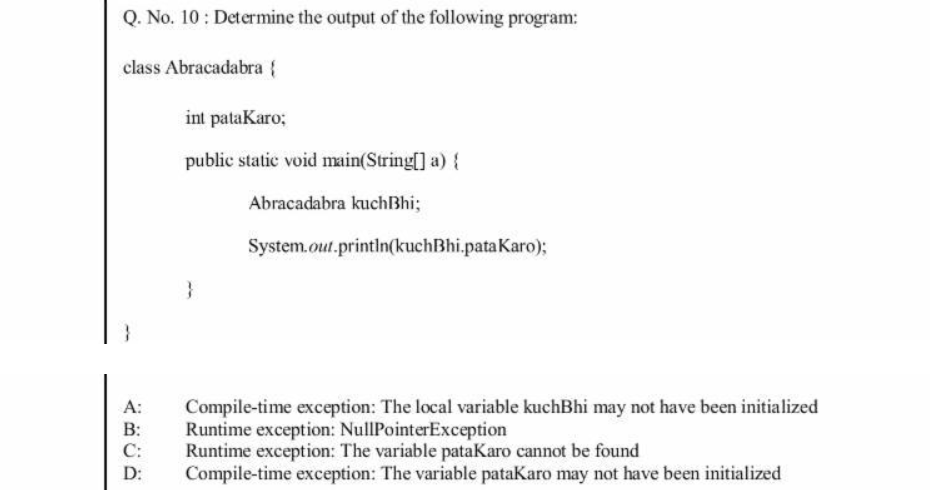 Q. No. 10 : Determine the output of the following program:
class Abracadabra {
int pataKaro;
public static void main(String[] a) {
Abracadabra kuchBhi;
System.out.println(kuchBhi.pataKaro);
}
}
A: Compile-time exception: The local variable kuchBhi may not have been initialized
B: Runtime exception: NullPointerException
C: Runtime exception: The variable pataKaro cannot be found
D: Compile-time exception: The variable pataKaro may not have been initialized